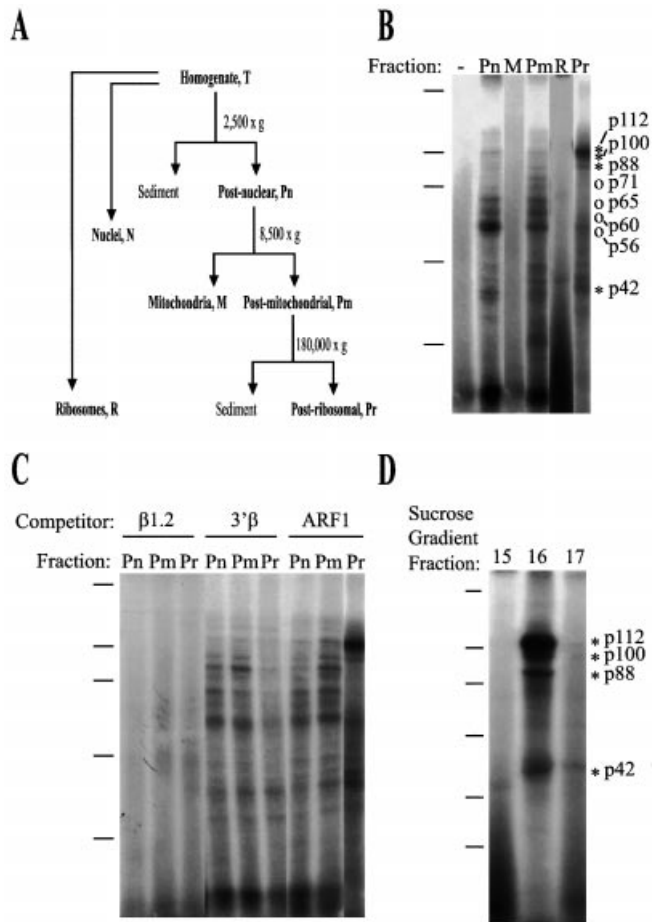 A
Homogenate, T
2,500 x g
Sediment Post-nuclear, Pn
Nuclei, N
8,500 x g
Mitochondria, M Post-mitochondrial, Pm
180,000 x g
Ribosomes, R Sediment Post-ribosomal, Pr
B
Fraction: - Pn M Pm R Pr
p112
* p100
* p88
o p71
o p65
o p60
o p56
* p42
C
Competitor: β1.2 3'β ARF1
Fraction: Pn Pm Pr Pn Pm Pr Pn Pm Pr
D
Sucrose
Gradient
Fraction: 15 16 17
* p112
* p100
* p88
* p42